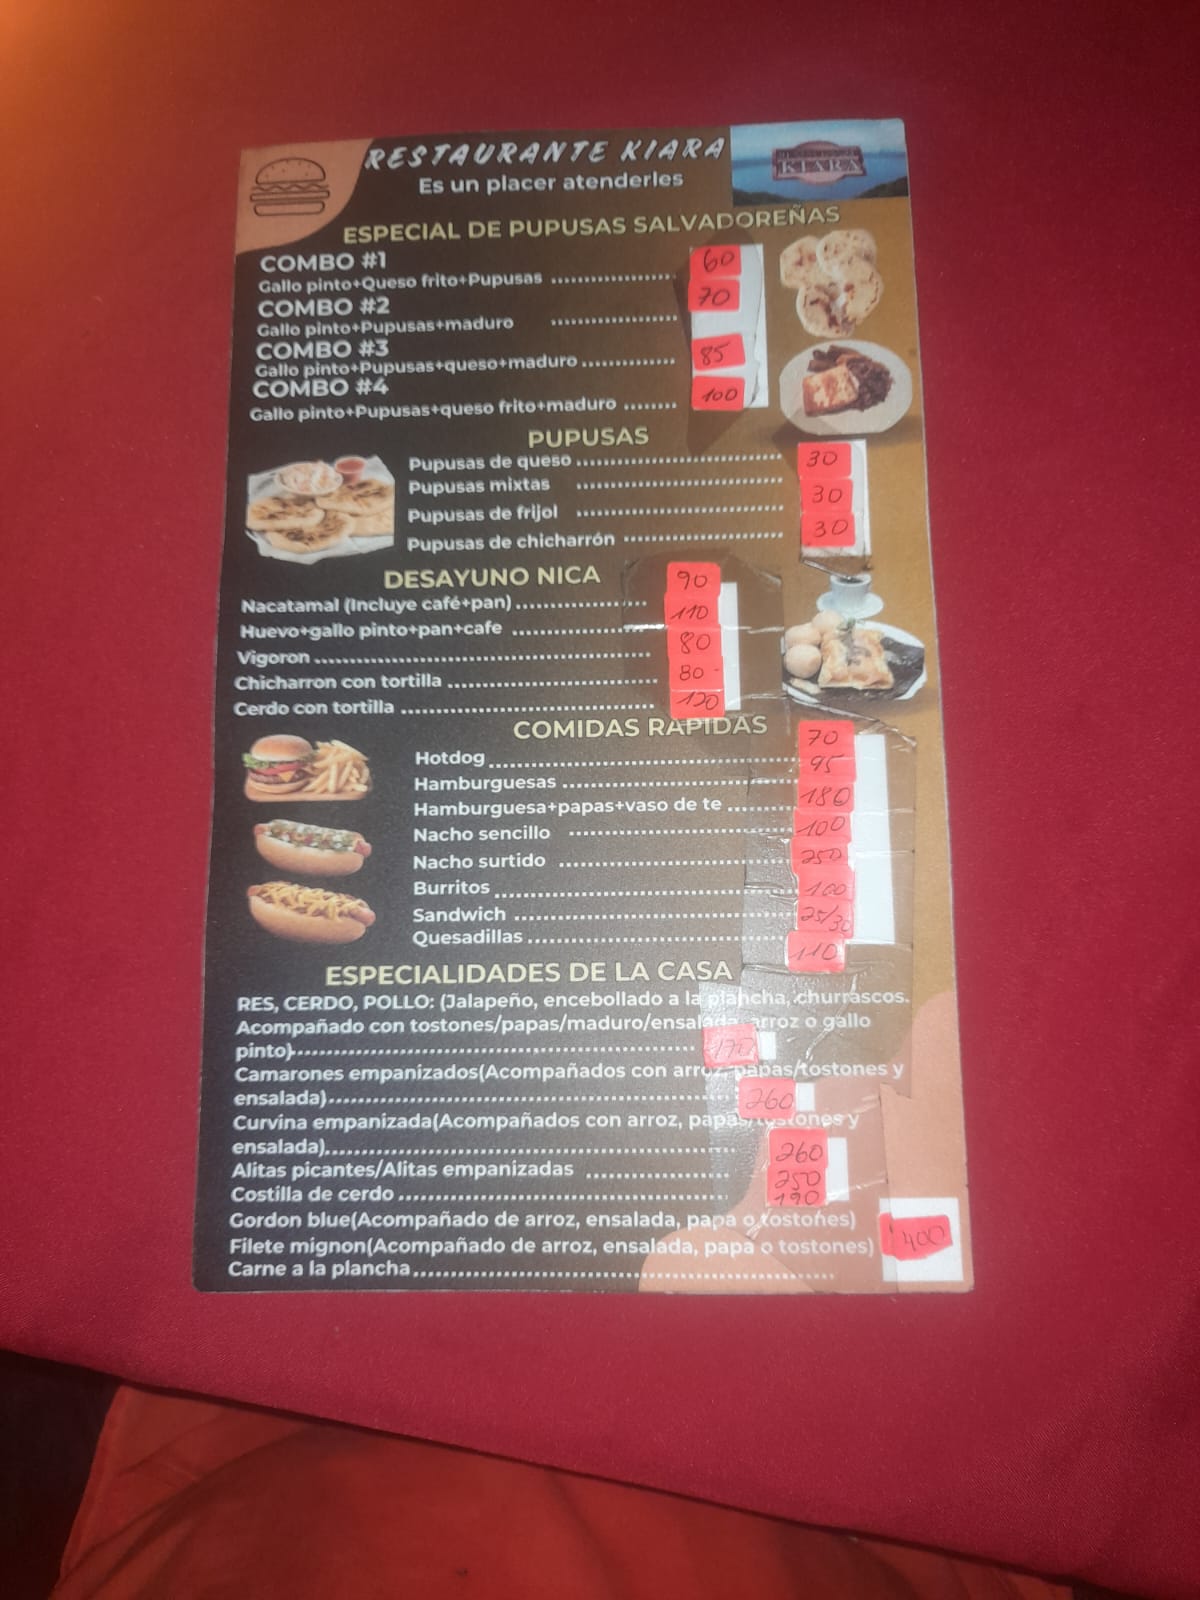 RESTAURANTE KIARA
Es un placer atenderles
KIARA
ESPECIAL DE PUPUSAS SALVADOREÑAS
COMBO #1
Gallo pinto+Queso frito+Pupusas ................ 60
COMBO #2 70
Gallo pinto+Pupusas+maduro ................
COMBO #3
Gallo pinto+Pupusas+queso+maduro ............. 85
COMBO #4
Gallo pinto+Pupusas+queso frito+maduro ........ 100
PUPUSAS
Pupusas de queso ........................... 30
Pupusas mixtas ........................... 30
Pupusas de frijol ........................... 30
Pupusas de chicharrón .....................
DESAYUNO NICA
Nacatamal (Incluye café+pan) ................ 90
Huevo+gallo pinto+pan+cafe ................ 110
Vigoron ........................................... 80
Chicharron con tortilla .......................... 80
Cerdo con tortilla ................................ 120
COMIDAS RAPIDAS
Hotdog ........................................... 70
Hamburguesas ................................ 95
Hamburguesa+papas+vaso de te .......... 180
Nacho sencillo ................................ 100
Nacho surtido ................................ 250
Burritos ........................................ 100
Sandwich ...................................... 25/30
Quesadillas ................................... 110
ESPECIALIDADES DE LA CASA
RES, CERDO, POLLO: (Jalapeño, encebollado a la plancha, churrascos.
Acompañado con tostones/papas/maduro/ensalada, arroz o gallo
pinto)........................................................ 170
Camarones empanizados(Acompañados con arroz, papas/tostones y
ensalada)........................................................ 260
Curvina empanizada(Acompañados con arroz, papas/tostones y
ensalada)........................................................ 260
Alitas picantes/Alitas empanizadas ................ 250
Costilla de cerdo ................................................ 190
Gordon blue(Acompañado de arroz, ensalada, papa o tostones)
Filete mignon(Acompañado de arroz, ensalada, papa o tostones) 400
Carne a la plancha................................................